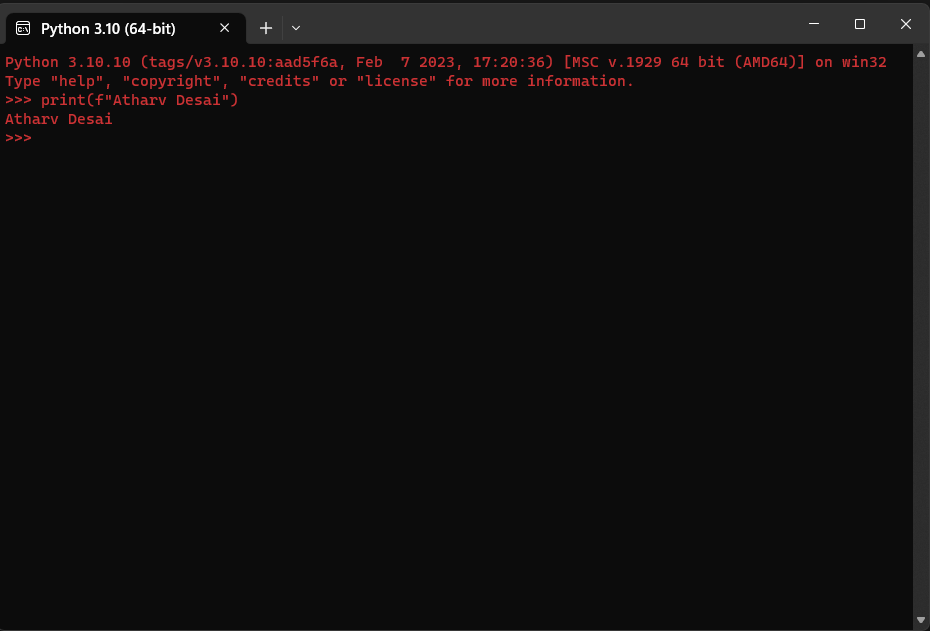 Python 3.10 (64-bit)
Python 3.10.10 (tags/v3.10.10:aad5f6a, Feb  7 2023, 17:20:36) [MSC v.1929 64 bit (AMD64)] on win32
Type "help", "copyright", "credits" or "license" for more information.
>>> print(f"Atharv Desai")
Atharv Desai
>>>